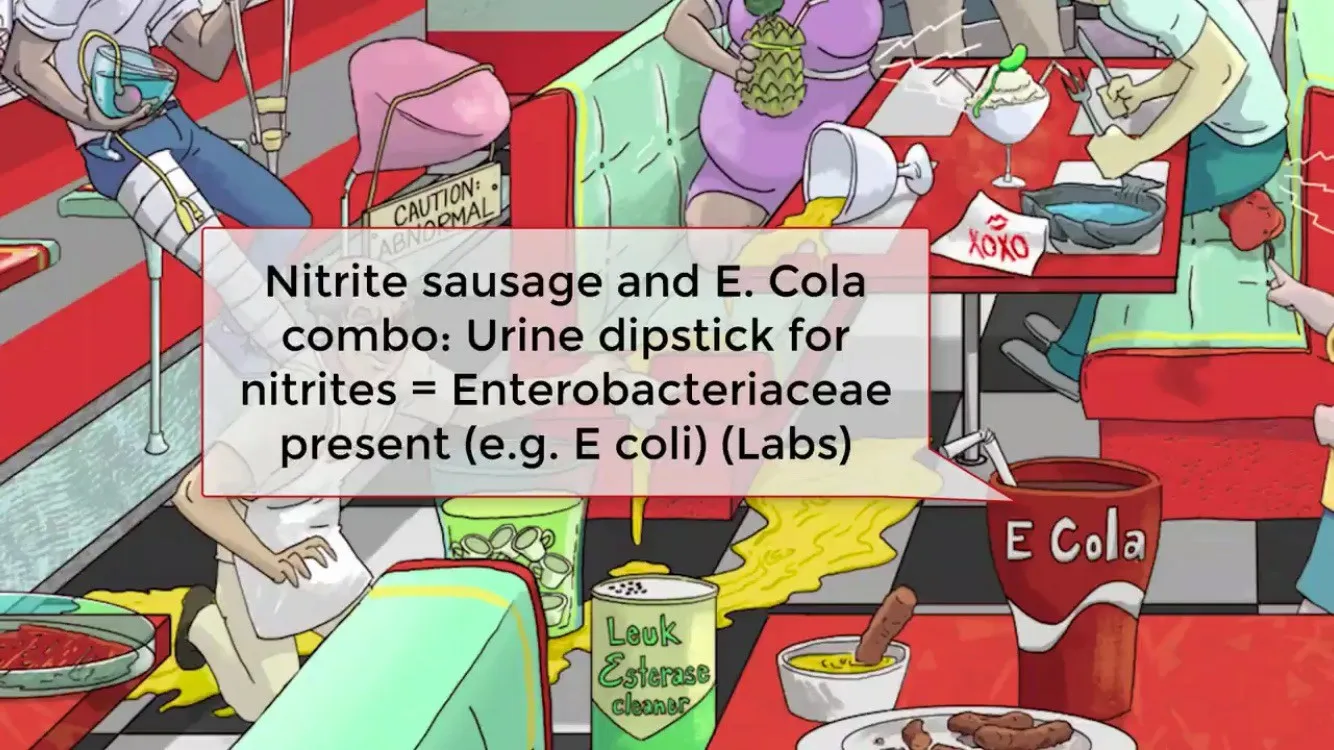 CAUTION:
ABNORMAL
XOXO
Nitrite sausage and E. Cola
combo: Urine dipstick for
nitrites = Enterobacteriaceae
present (e.g. E coli) (Labs)
E Cola
Leuk
Esterase
cleaner